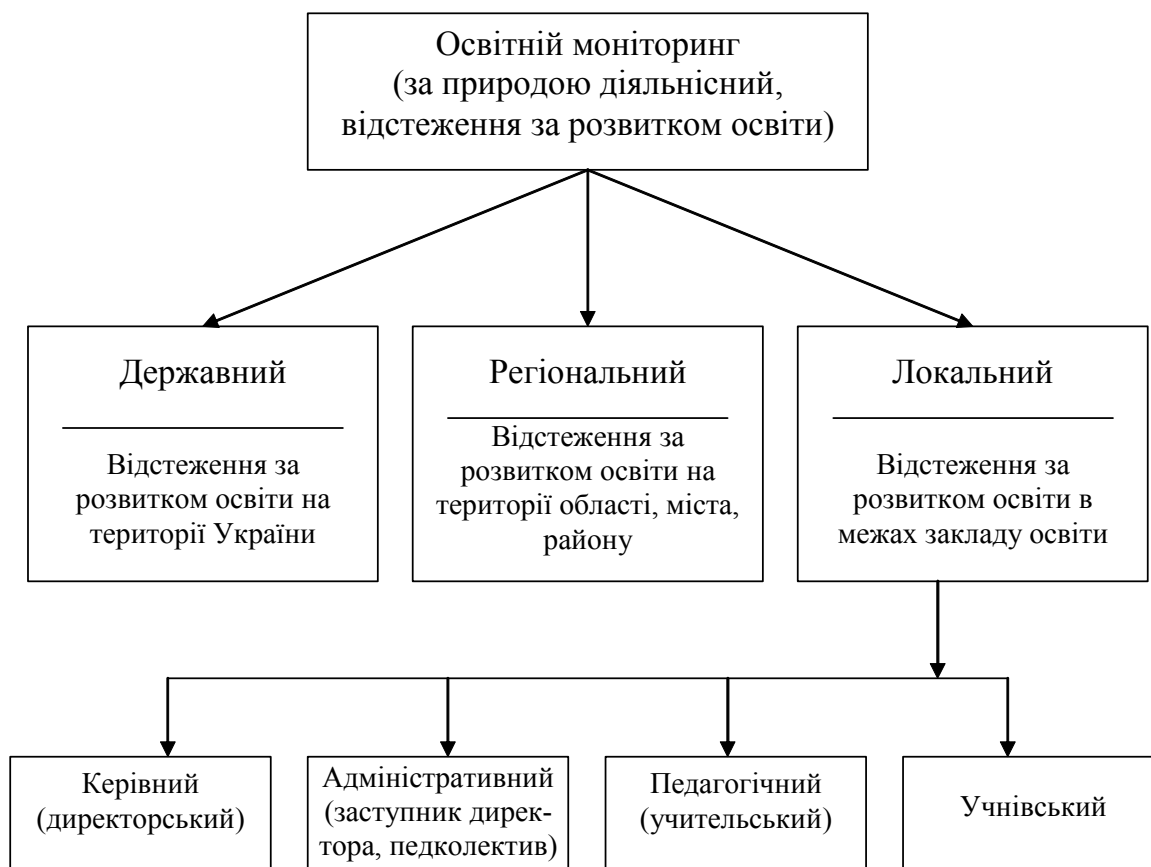 Освітній моніторинг
(за природою діяльнісний,
відстеження за розвитком освіти)
Державний
Відстеження за
розвитком освіти на
території України
Регіональний
Відстеження за
розвитком освіти на
території області, міста,
району
Локальний
Відстеження за
розвитком освіти в
межах закладу освіти
Керівний
(директорський)
Адміністративний
(заступник дирек-
тора, педколектив)
Педагогічний
(учительський)
Учнівський